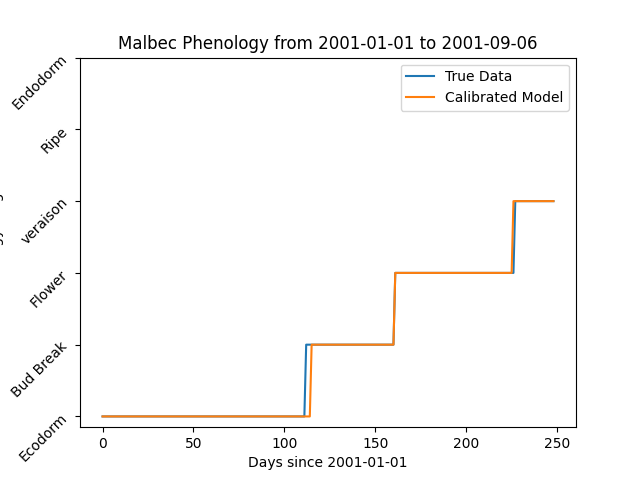 Malbec Phenology from 2001-01-01 to 2001-09-06
True Data
Calibrated Model
Endodorm
Ripe
veraison
Flower
Bud Break
Ecodorm
0 50 100 150 200 250
Days since 2001-01-01